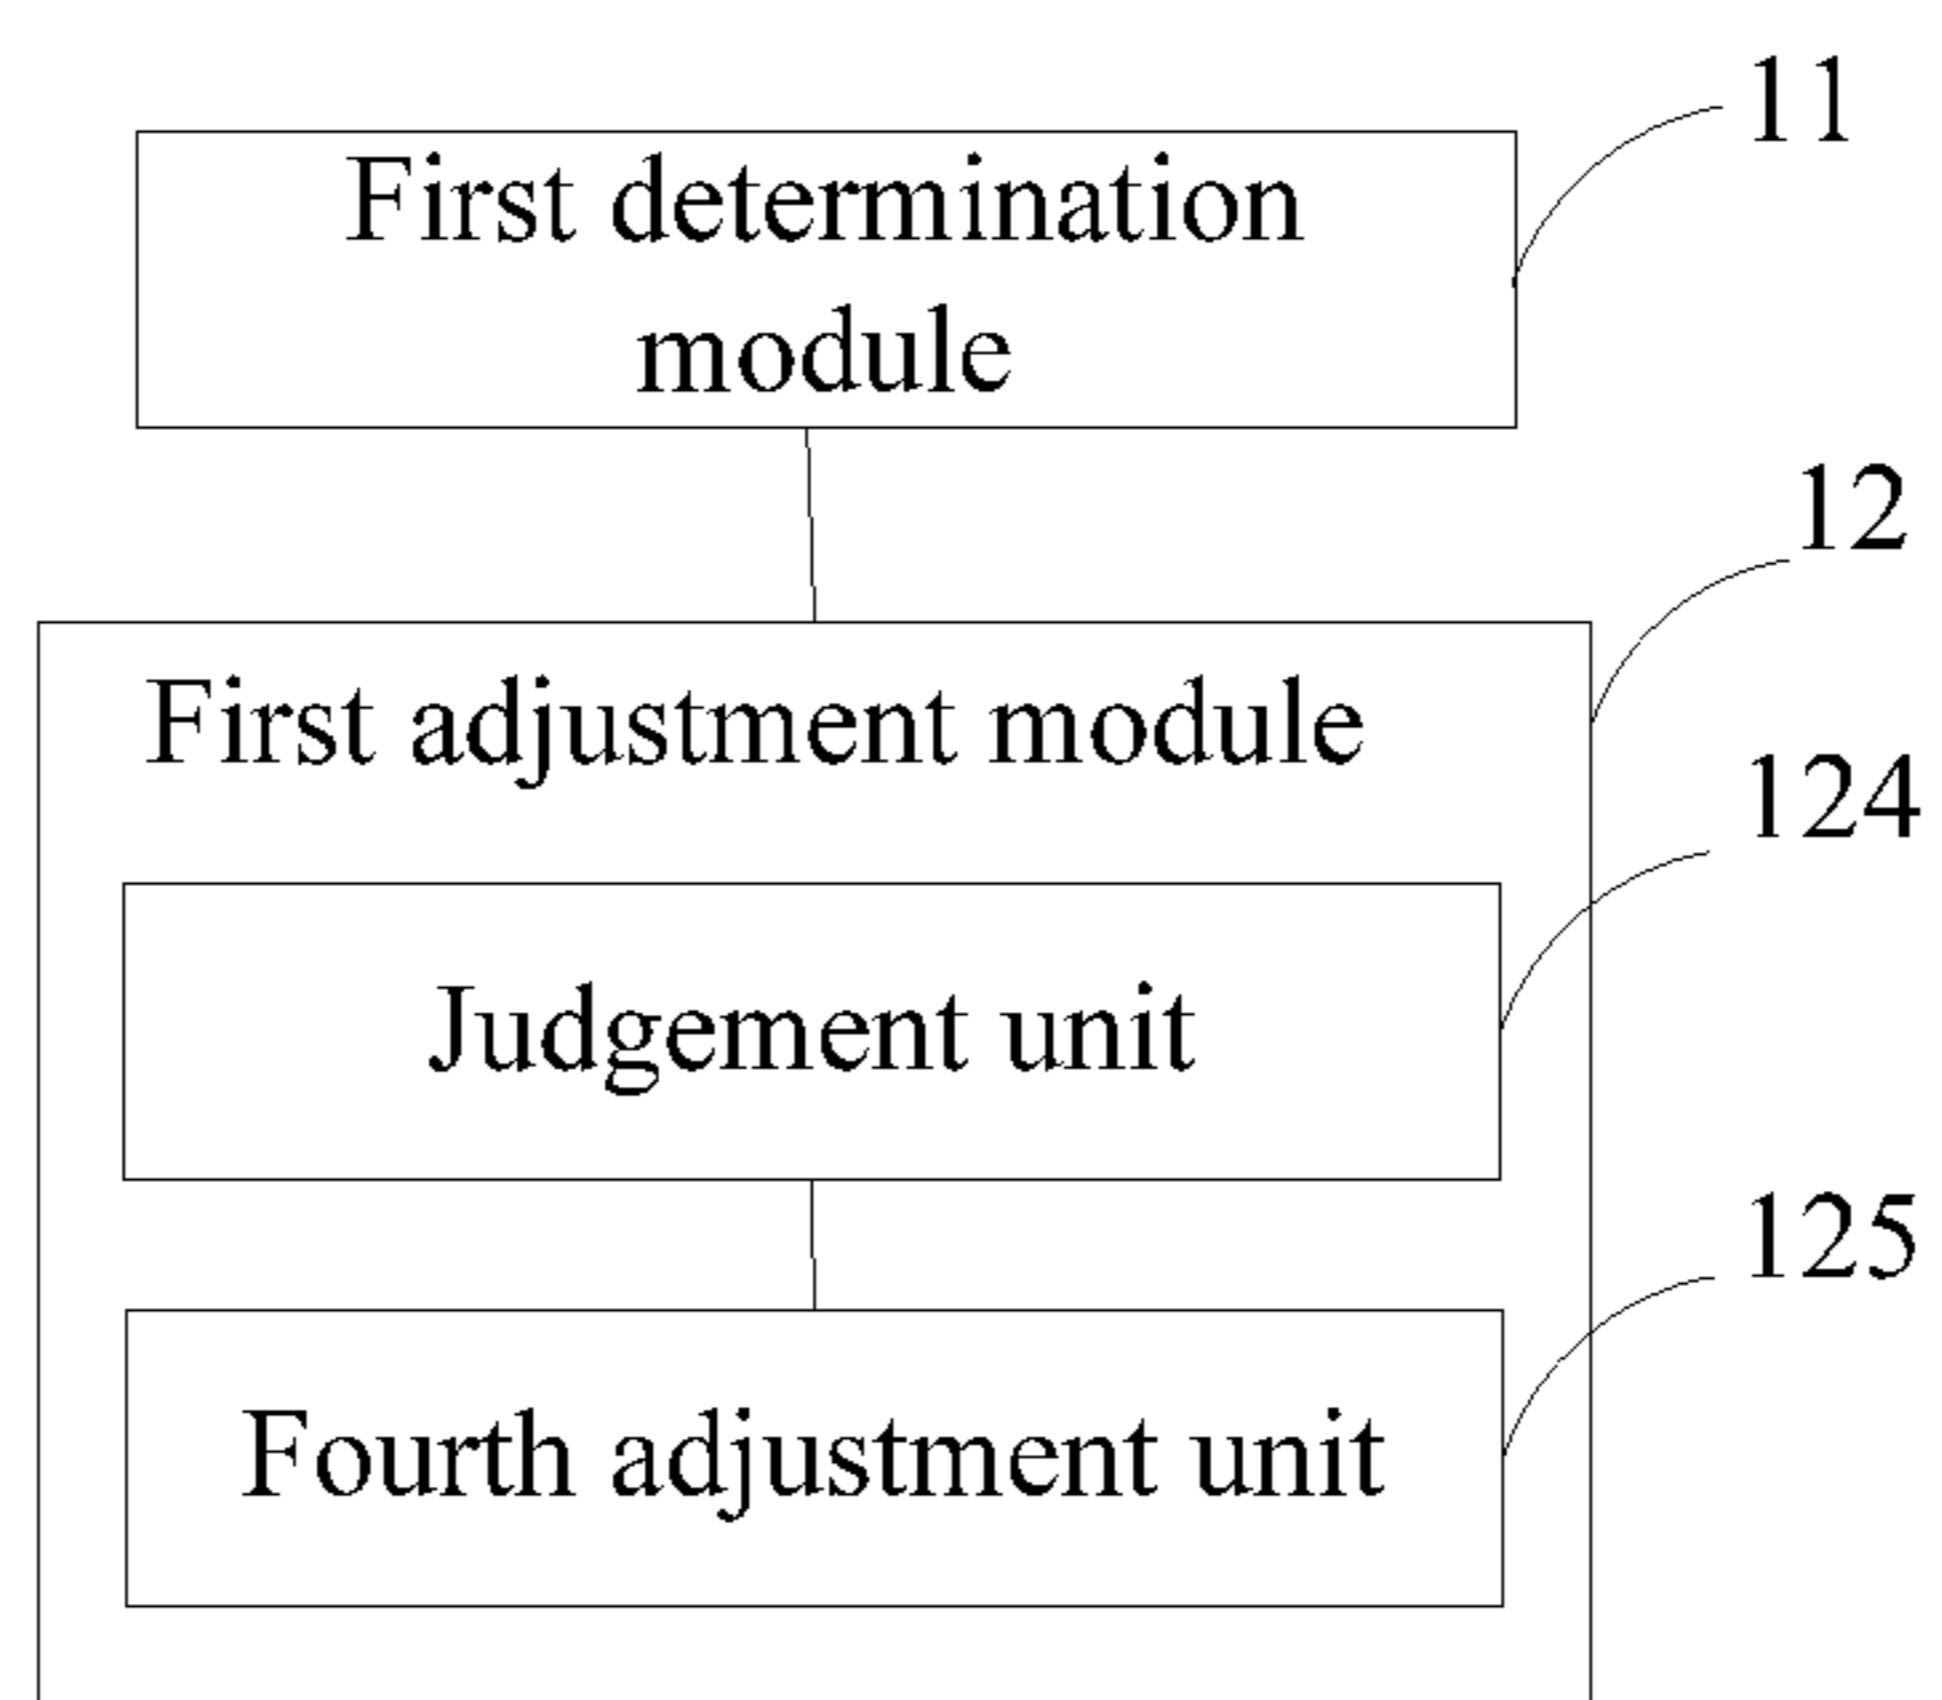 11
First determination
module
12
First adjustment module
124
Judgement unit
125
Fourth adjustment unit